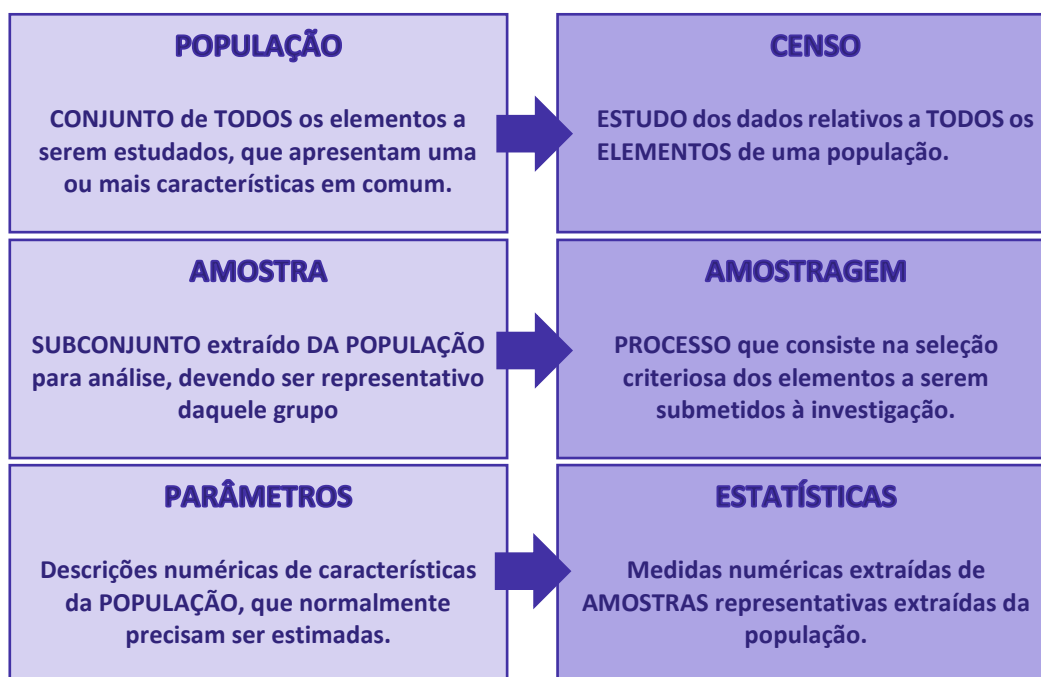 POPULAÇÃO
CONJUNTO de TODOS os elementos a
serem estudados, que apresentam uma
ou mais características em comum.
CENSO
ESTUDO dos dados relativos a TODOS os
ELEMENTOS de uma população.
AMOSTRA
SUBCONJUNTO extraído DA POPULAÇÃO
para análise, devendo ser representativo
daquele grupo
AMOSTRAGEM
PROCESSO que consiste na seleção
criteriosa dos elementos a serem
submetidos à investigação.
PARÂMETROS
Descrições numéricas de características
da POPULAÇÃO, que normalmente
precisam ser estimadas.
ESTATÍSTICAS
Medidas numéricas extraídas de
AMOSTRAS representativas extraídas da
população.